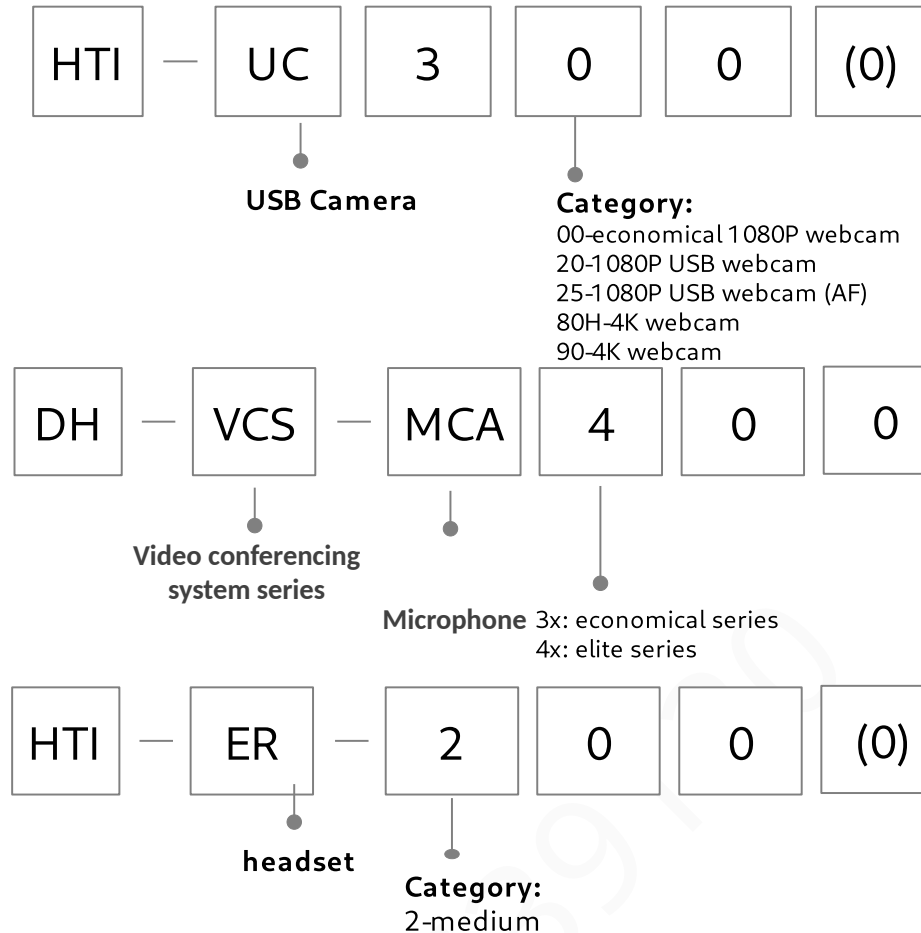 HTI — UC 3 0 0 (0)
USB Camera
Category:
00-economical 1080P webcam
20-1080P USB webcam
25-1080P USB webcam (AF)
80H-4K webcam
90-4K webcam
DH — VCS — MCA 4 0 0
Video conferencing
system series
Microphone
3x: economical series
4x: elite series
HTI — ER — 2 0 0 (0)
headset
Category:
2-medium